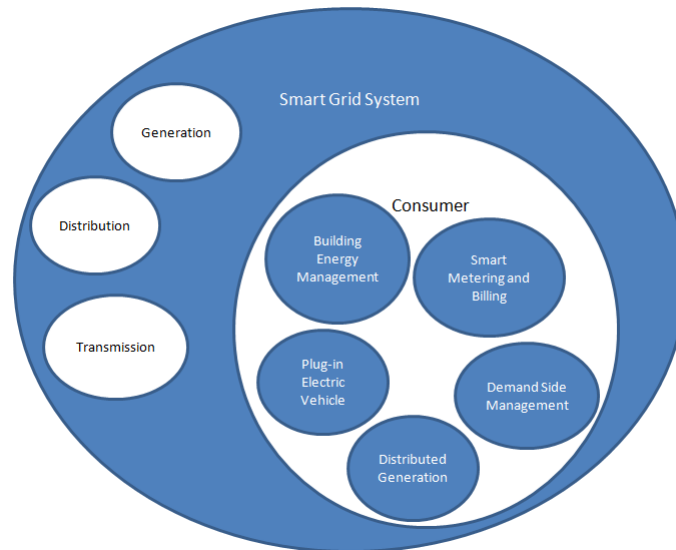 Smart Grid System
Generation
Distribution
Transmission
Consumer
Building
Energy
Management
Smart
Metering and
Billing
Plug-in
Electric
Vehicle
Demand Side
Management
Distributed
Generation